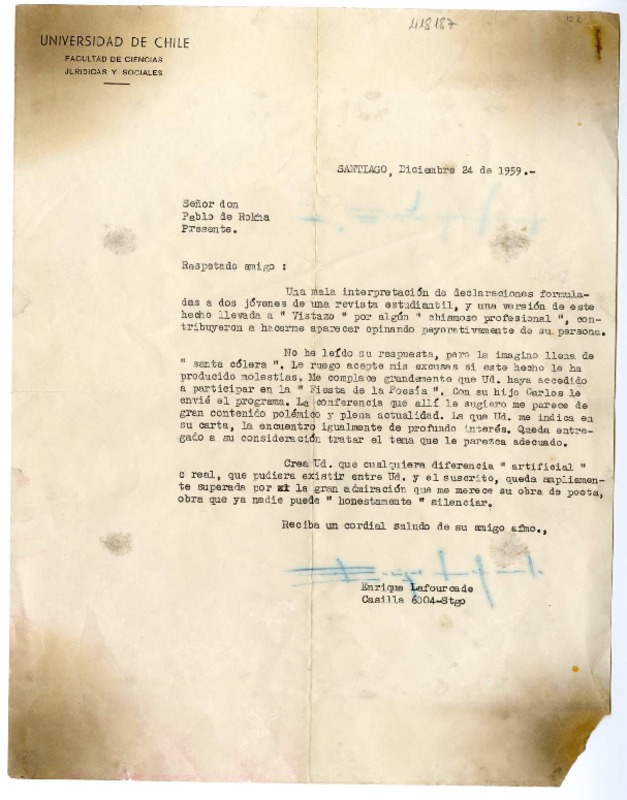 118187
UNIVERSIDAD DE CHILE
FACULTAD DE CIENCIAS
JURIDICAS Y SOCIALES
SANTIAGO, Diciembre 24 de 1959.-
Señor don
Pablo de Rokha
Presente.
Respetado amigo :
Una mala interpretación de declaraciones formula-
das a dos jóvenes de una revista estudiantil, y una versión de este
hecho llevada a " Vistazo " por algún " chismoso profesional ", con-
tribuyeron a hacerme aparecer opinando peyorativamente de su persona.
No he leído su respuesta, pero la imagino llena de
" santa cólera ". Le ruego acepte mis excusas si este hecho le ha
producido molestias. Me complace grandemente que Ud. haya accedido
a participar en la " Fiesta de la Poesía ". Con su hijo Carlos le
envié el programa. La conferencia que allí le sugiero me parece de
gran contenido polémico y plena actualidad. La que Ud. me indica en
su carta, la encuentro igualmente de profundo interés. Queda entre-
gado a su consideración tratar el tema que le parezca adecuado.
Crea Ud. que cualquiera diferencia " artificial "
o real, que pudiera existir entre Ud. y el suscrito, queda ampliamen-
te superada por la gran admiración que me merece su obra de poeta,
obra que ya nadie puede " honestamente " silenciar.
Reciba un cordial saludo de su amigo afmo.,
Enrique Lafourcade
Casilla 6004-Stgo